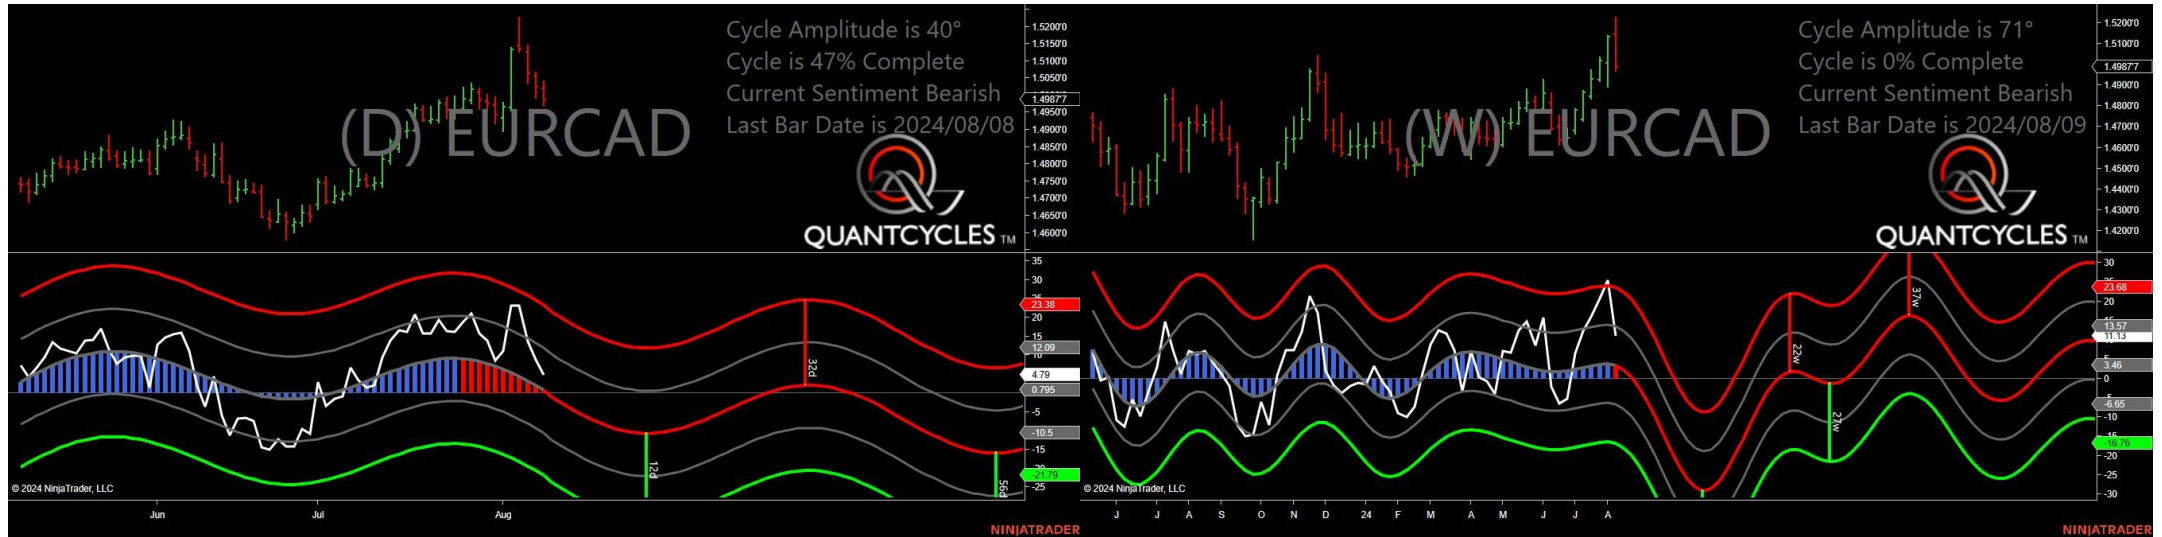 Cycle Amplitude is 40°
Cycle is 47% Complete
Current Sentiment Bearish
Last Bar Date is 2024/08/08
(D) EURCAD
QUANTCYCLES TM
1.5200'0
1.5150'0
1.5100'0
1.5050'0
1.4987'7
1.4950'0
1.4900'0
1.4850'0
1.4800'0
1.4750'0
1.4700'0
1.4650'0
1.4600'0
35
30
23.38
20
15
12.09
10
4.79
0.795
-5
-10.5
-15
-21.79
-25
32d
12d
56d
© 2024 NinjaTrader, LLC
Jun
Jul
Aug
NINJATRADER
Cycle Amplitude is 71°
Cycle is 0% Complete
Current Sentiment Bearish
Last Bar Date is 2024/08/09
(W) EURCAD
QUANTCYCLES TM
1.5200'0
1.5100'0
1.4987'7
1.4900'0
1.4800'0
1.4700'0
1.4600'0
1.4500'0
1.4400'0
1.4300'0
1.4200'0
30
23.68
20
13.57
11.13
5
3.46
0
-6.65
-10
-15
-16.76
-20
-25
-30
22w
27w
37w
© 2024 NinjaTrader, LLC
J
J
A
S
O
N
D
24
F
M
A
M
J
J
A
NINJATRADER